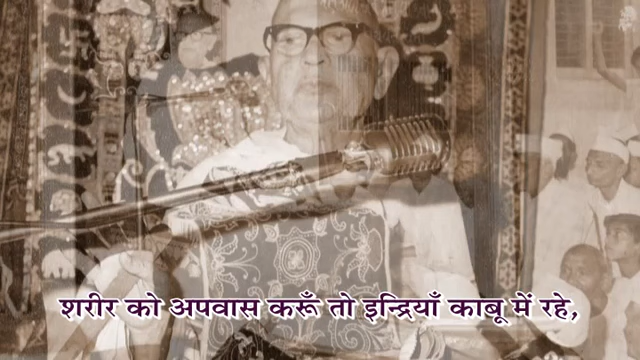 शरीर को अपवास करूँ तो इन्द्रियाँ काबू में रहे,